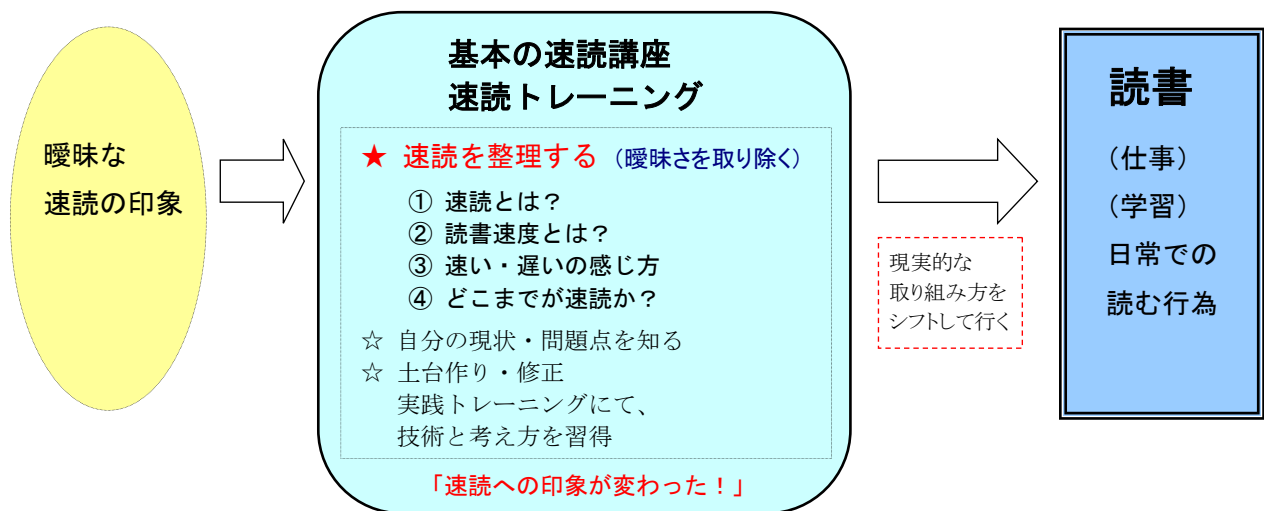 曖昧な
速読の印象
基本の速読講座
速読トレーニング
★ 速読を整理する（曖昧さを取り除く）
① 速読とは？
② 読書速度とは？
③ 速い・遅いの感じ方
④ どこまでが速読か？
☆ 自分の現状・問題点を知る
☆ 土台作り・修正
実践トレーニングにて、
技術と考え方を習得
「速読への印象が変わった！」
現実的な
取り組み方を
シフトして行く
読書
（仕事）
（学習）
日常での
読む行為